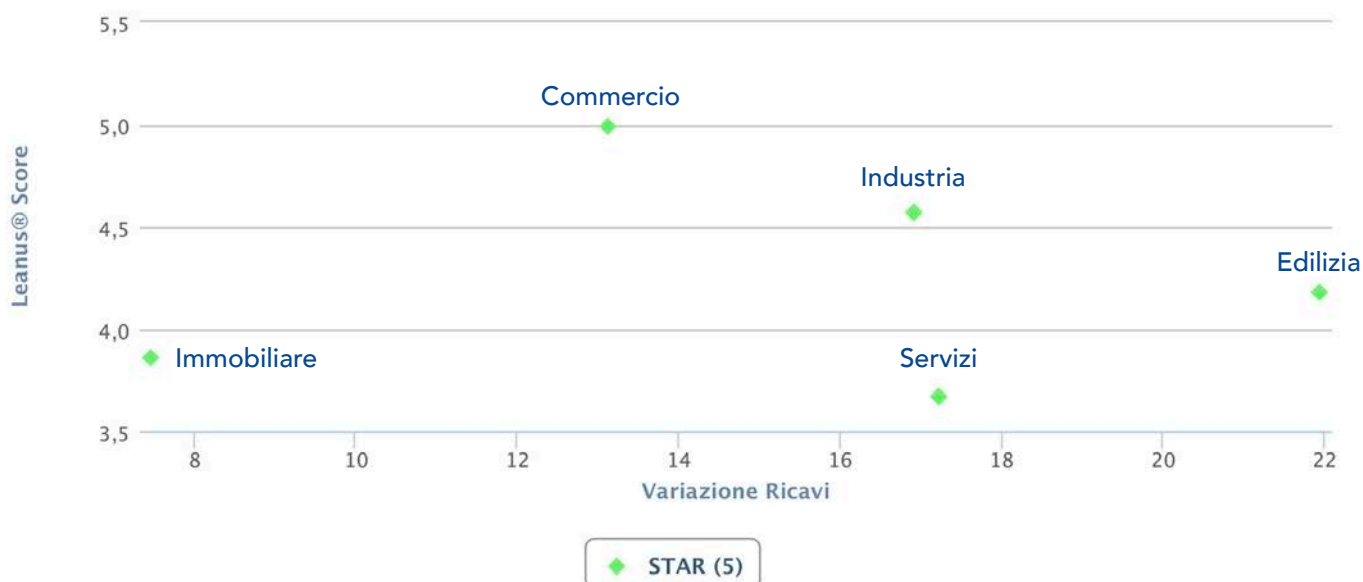 5,5
Commercio
5,0
Industria
4,5
Edilizia
4,0
Immobiliare
Servizi
3,5
Leanus® Score
8 10 12 14 16 18 20 22
Variazione Ricavi
STAR (5)